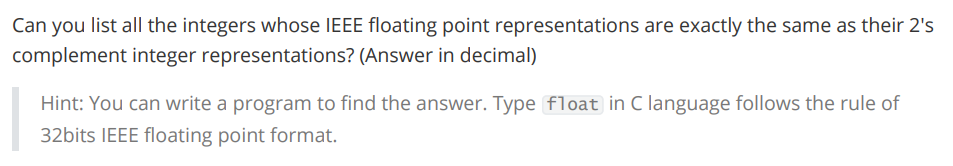 Can you list all the integers whose IEEE floating point representations are exactly the same as their 2's
complement integer representations? (Answer in decimal)
Hint: You can write a program to find the answer. Type float in C language follows the rule of
32bits IEEE floating point format.